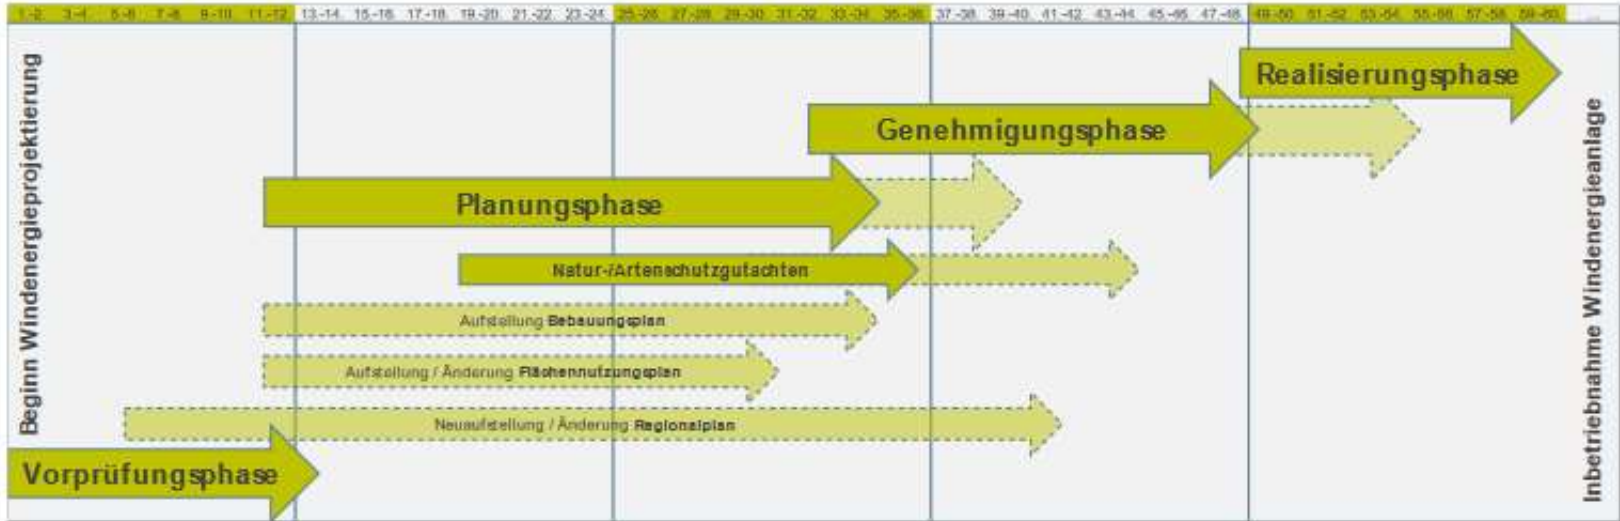 1.-2. 3.-4. 5.-6. 7.-8. 9.-10. 11.-12. 13.-14. 15.-16. 17.-18. 19.-20. 21.-22. 23.-24. 25.-26. 27.-28. 29.-30. 31.-32. 33.-34. 35.-36. 37.-38. 39.-40. 41.-42. 43.-44. 45.-46. 47.-48. 49.-50. 51.-52. 53.-54. 55.-56. 57.-58. 59.-60. ...
Beginn Windenergieprojektierung
Realisierungsphase
Genehmigungsphase
Planungsphase
Natur-/Artenschutzgutachten
Aufstellung Bebauungsplan
Aufstellung / Änderung Flächennutzungsplan
Neuaufstellung / Änderung Regionalplan
Vorprüfungsphase
Inbetriebnahme Windenergieanlage